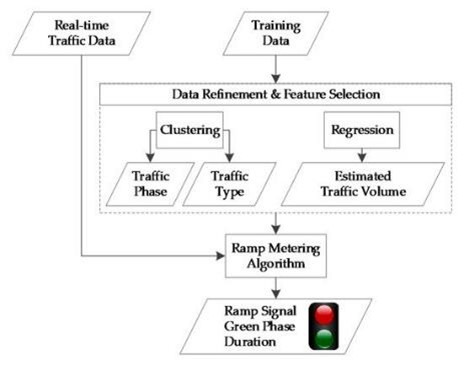 Real-time
Traffic Data
Training
Data
Data Refinement & Feature Selection
Clustering
Regression
Traffic
Phase
Traffic
Type
Estimated
Traffic Volume
Ramp Metering
Algorithm
Ramp Signal
Green Phase
Duration